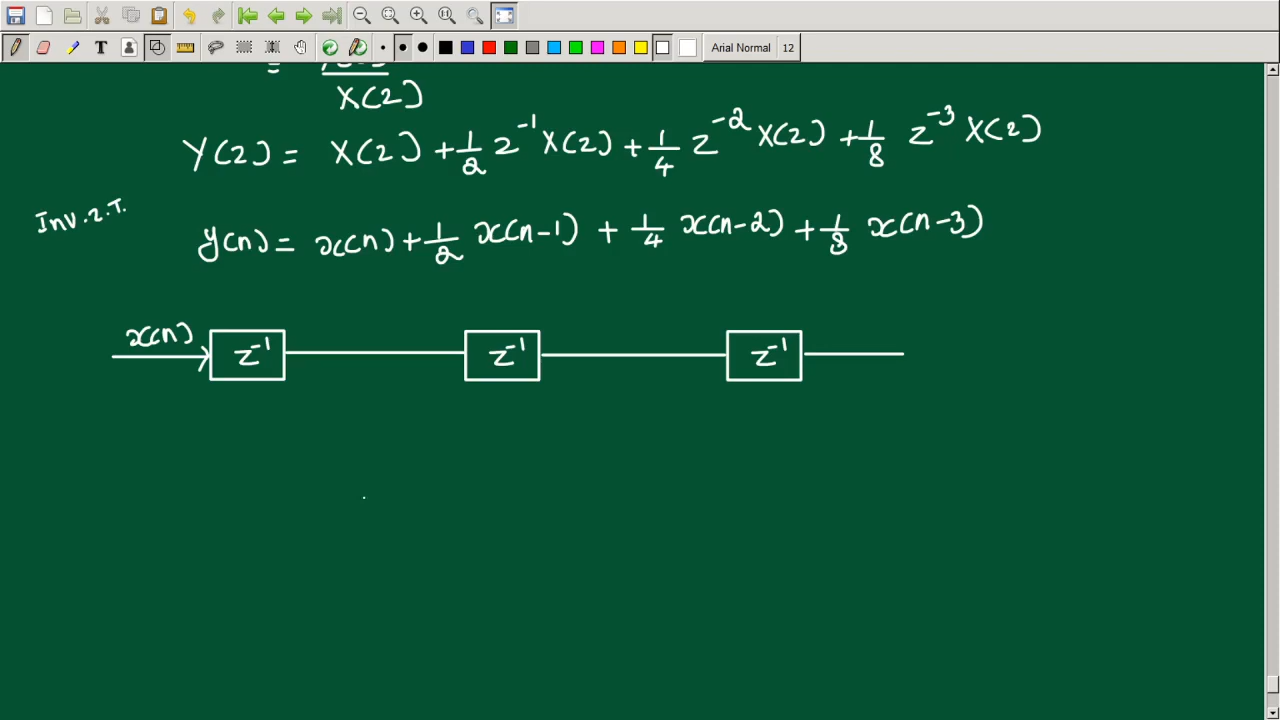 Arial Normal 12
X(z)
Y(z) = X(z) + 1/2 z⁻¹ X(z) + 1/4 z⁻² X(z) + 1/8 z⁻³ X(z)
Inv. Z.T.
y(n) = x(n) + 1/2 x(n-1) + 1/4 x(n-2) + 1/8 x(n-3)
x(n) z⁻¹ z⁻¹ z⁻¹